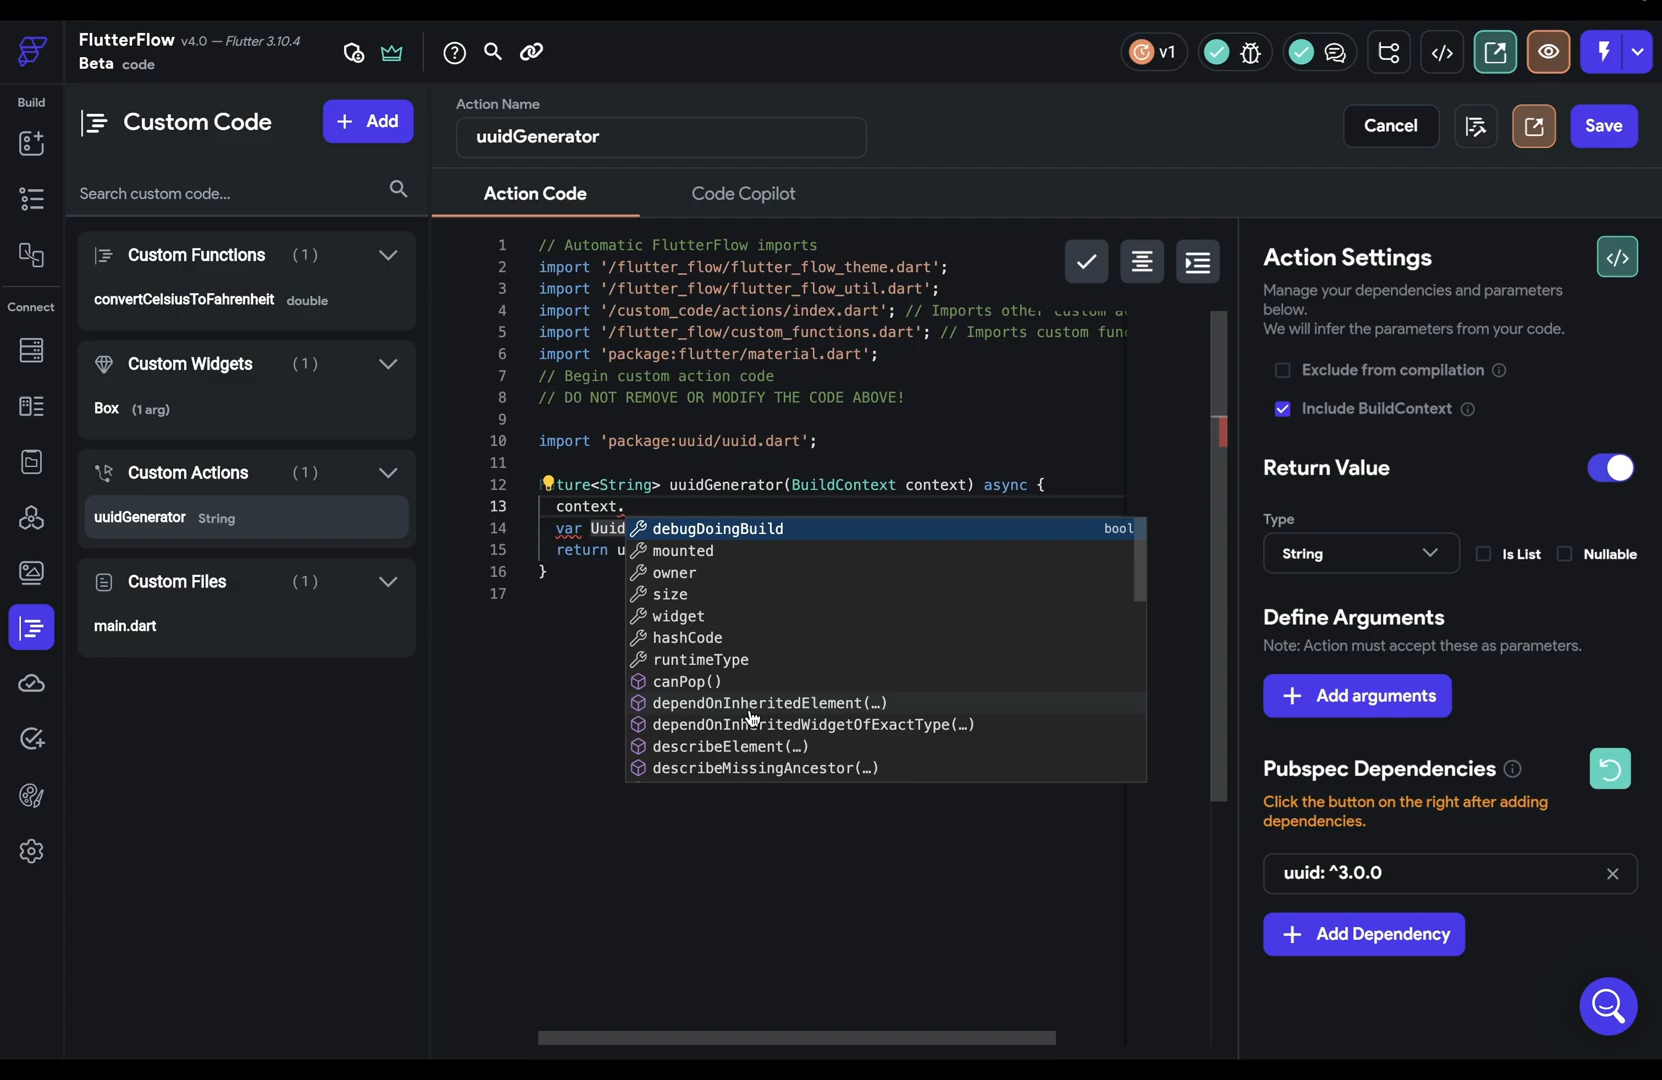 FlutterFlow v4.0 — Flutter 3.10.4
Beta code
v1
Build
Connect
Custom Code
Add
Search custom code...
Custom Functions (1)
convertCelsiusToFahrenheit double
Custom Widgets (1)
Box (1 arg)
Custom Actions (1)
uuidGenerator String
Custom Files (1)
main.dart
Action Name
uuidGenerator
Cancel
Save
Action Code
Code Copilot
1 // Automatic FlutterFlow imports
2 import '/flutter_flow/flutter_flow_theme.dart';
3 import '/flutter_flow/flutter_flow_util.dart';
4 import '/custom_code/actions/index.dart'; // Imports other custom a
5 import '/flutter_flow/custom_functions.dart'; // Imports custom fun
6 import 'package:flutter/material.dart';
7 // Begin custom action code
8 // DO NOT REMOVE OR MODIFY THE CODE ABOVE!
9
10 import 'package:uuid/uuid.dart';
11
12 ture<String> uuidGenerator(BuildContext context) async {
13 context.
14 var Uuid
15 return u
16 }
17
debugDoingBuild bool
mounted
owner
size
widget
hashCode
runtimeType
canPop()
dependOnInheritedElement(…)
dependOnInheritedWidgetOfExactType(…)
describeElement(…)
describeMissingAncestor(…)
Action Settings
Manage your dependencies and parameters
below.
We will infer the parameters from your code.
Exclude from compilation
Include BuildContext
Return Value
Type
String
Is List
Nullable
Define Arguments
Note: Action must accept these as parameters.
Add arguments
Pubspec Dependencies
Click the button on the right after adding
dependencies.
uuid: ^3.0.0
Add Dependency